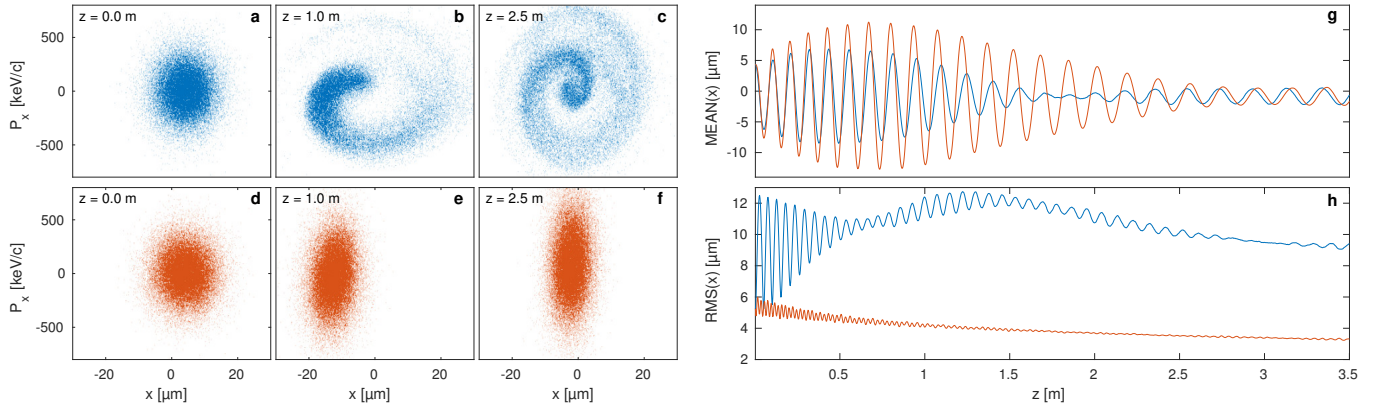 z = 0.0 m
a
z = 1.0 m
b
z = 2.5 m
c
500
0
-500
P_x [keV/c]
z = 0.0 m
d
z = 1.0 m
e
z = 2.5 m
f
500
0
-500
P_x [keV/c]
-20 0 20
-20 0 20
-20 0 20
x [µm]
x [µm]
x [µm]
g
10
5
0
-5
-10
MEAN(x) [µm]
h
12
10
8
6
4
2
RMS(x) [µm]
0.5 1 1.5 2 2.5 3 3.5
z [m]